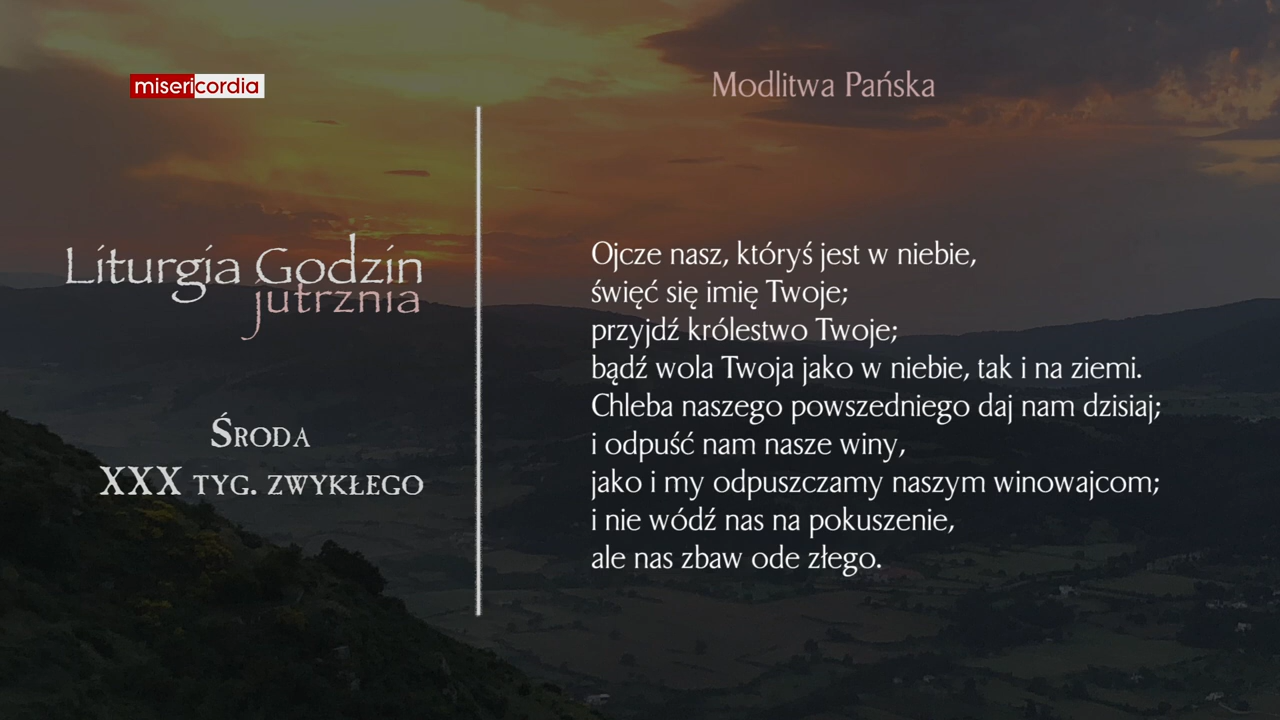 misericordia
Modlitwa Pańska
Liturgia Godzin
jutrznia
Środa
XXX tyg. zwykłego
Ojcze nasz, któryś jest w niebie,
święć się imię Twoje;
przyjdź królestwo Twoje;
bądź wola Twoja jako w niebie, tak i na ziemi.
Chleba naszego powszedniego daj nam dzisiaj;
i odpuść nam nasze winy,
jako i my odpuszczamy naszym winowajcom;
i nie wódź nas na pokuszenie,
ale nas zbaw ode złego.